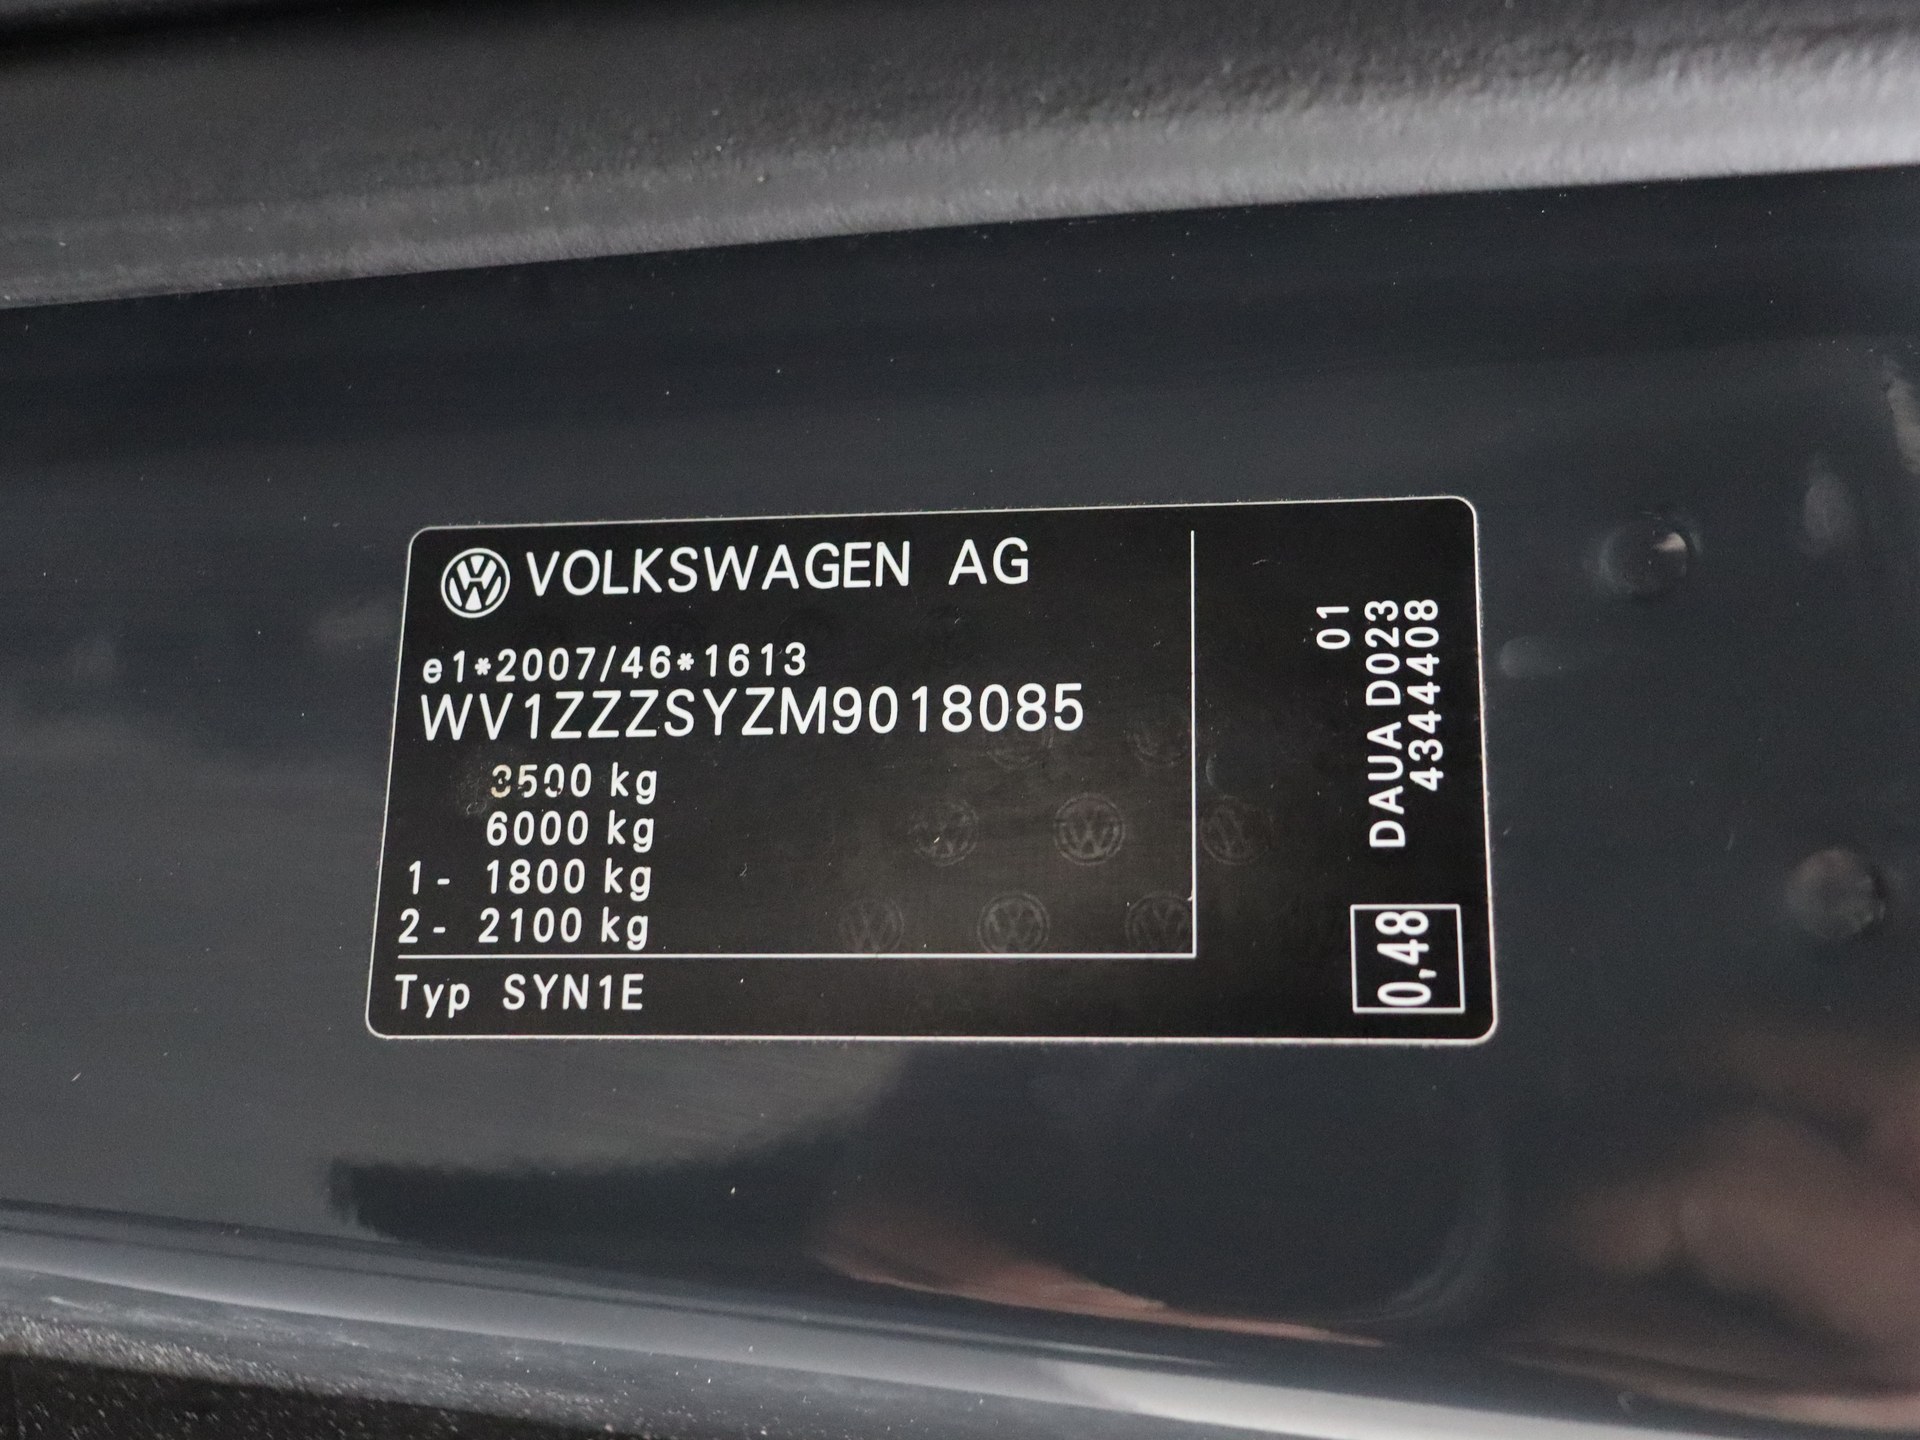 VOLKSWAGEN AG
e1*2007/46*1613
WV1ZZZSYZM9018085
3500 kg
6000 kg
1- 1800 kg
2- 2100 kg
Typ SYN1E
01
DAUA D023
4344408
0,48